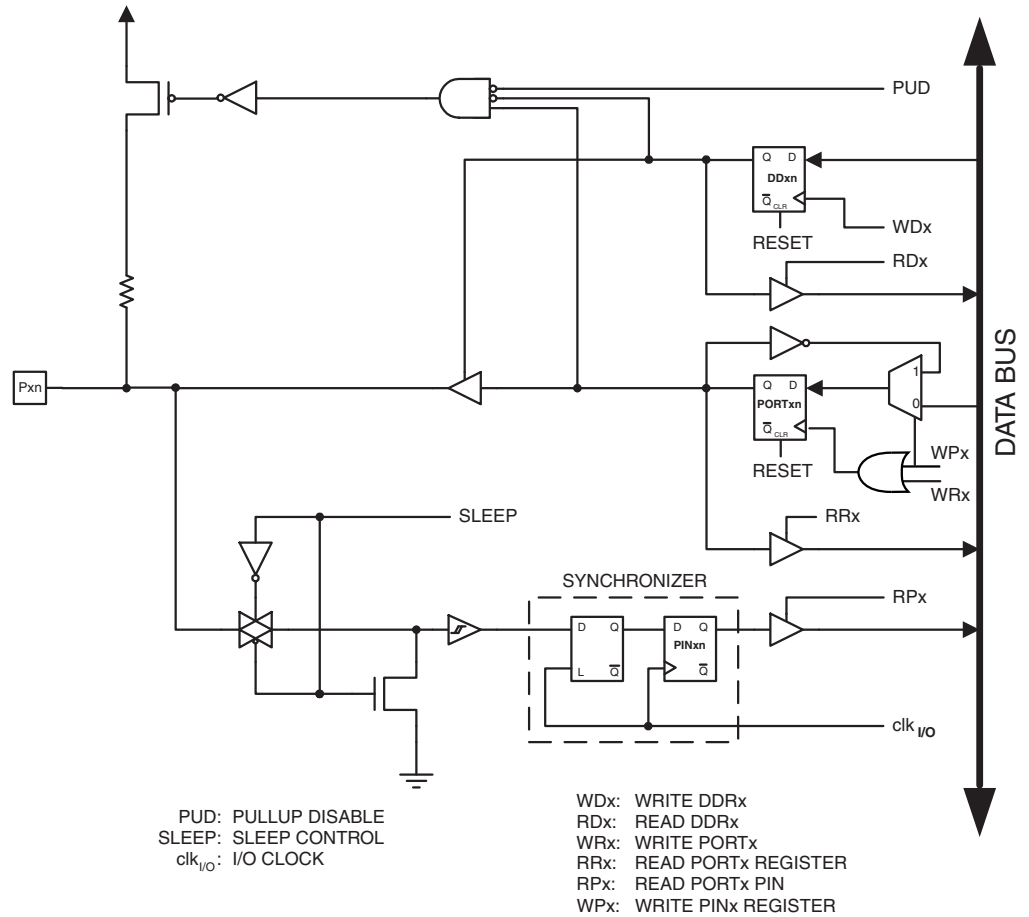 PUD
Q D
DDxn
Q CLR
WDx
RESET
RDx
1
Pxn
Q D
PORTxn
0
Q CLR
WPx
RESET
WRx
RRx
SLEEP
SYNCHRONIZER
RPx
D Q
D Q
PINxn
L Q
Q
clk I/O
DATA BUS
PUD: PULLUP DISABLE
SLEEP: SLEEP CONTROL
clkI/O: I/O CLOCK
WDx: WRITE DDRx
RDx: READ DDRx
WRx: WRITE PORTx
RRx: READ PORTx REGISTER
RPx: READ PORTx PIN
WPx: WRITE PINx REGISTER